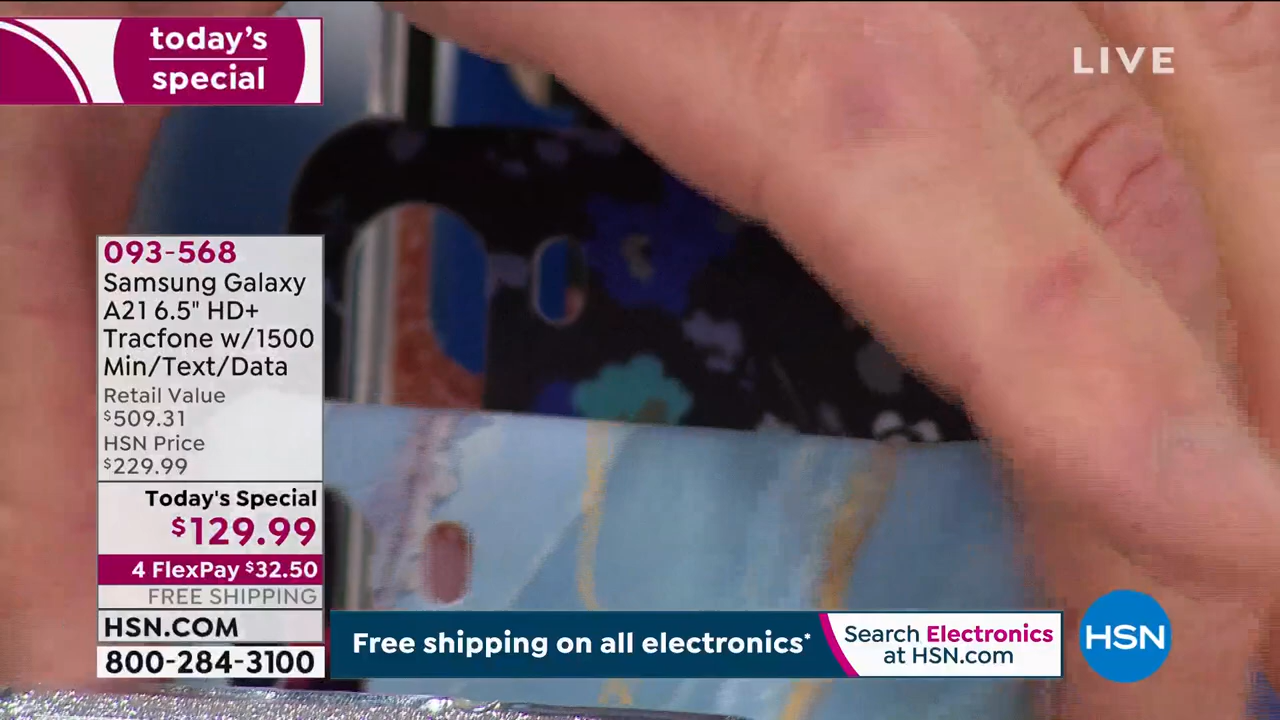 today's
special
LIVE
093-568
Samsung Galaxy
A21 6.5" HD+
Tracfone w/1500
Min/Text/Data
Retail Value
$509.31
HSN Price
$229.99
Today's Special
$129.99
4 FlexPay $32.50
FREE SHIPPING
HSN.COM
800-284-3100
Free shipping on all electronics*
Search Electronics
at HSN.com
HSN